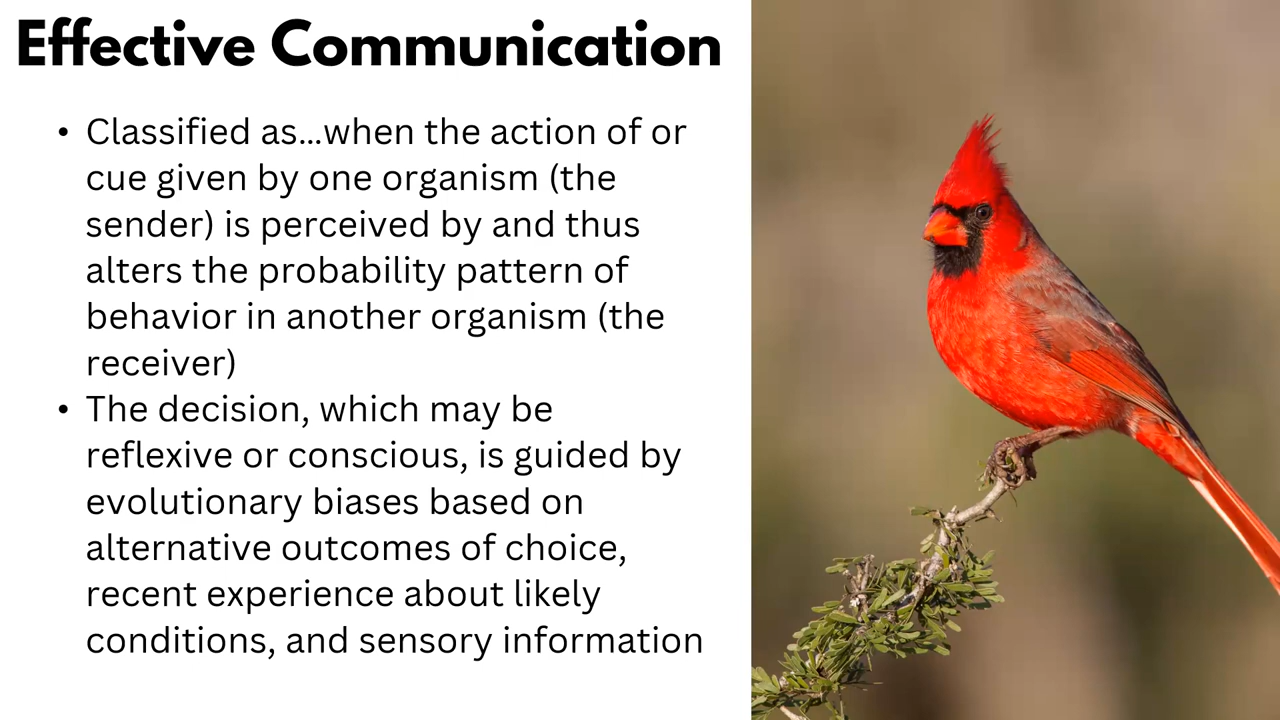 Effective Communication
• Classified as...when the action of or
cue given by one organism (the
sender) is perceived by and thus
alters the probability pattern of
behavior in another organism (the
receiver)
• The decision, which may be
reflexive or conscious, is guided by
evolutionary biases based on
alternative outcomes of choice,
recent experience about likely
conditions, and sensory information